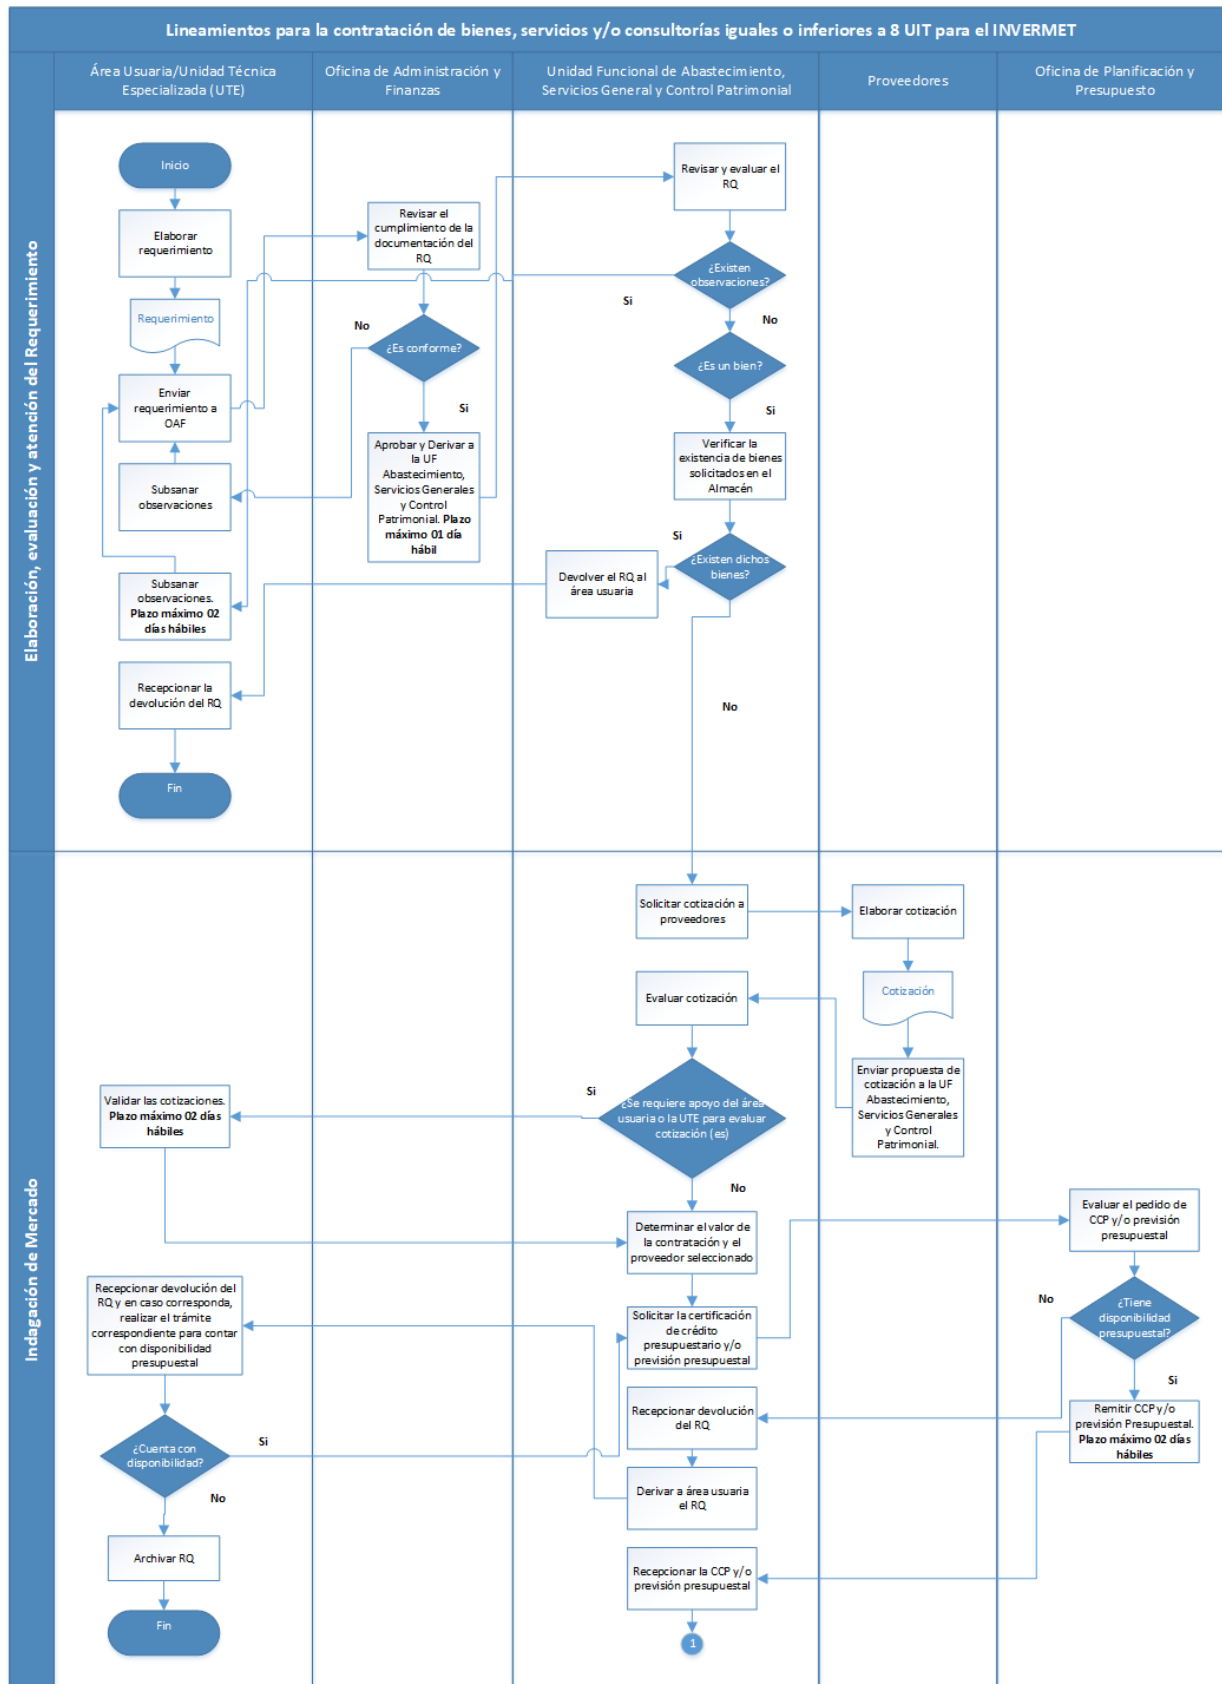 Lineamientos para la contratación de bienes, servicios y/o consultorías iguales o inferiores a 8 UIT para el INVERMET
Área Usuaria/Unidad Técnica
Especializada (UTE)
Oficina de Administración y
Finanzas
Unidad Funcional de Abastecimiento,
Servicios General y Control Patrimonial
Proveedores
Oficina de Planificación y
Presupuesto
Elaboración, evaluación y atención del Requerimiento
Inicio
Elaborar
requerimiento
Requerimiento
Enviar
requerimiento a
OAF
Subsanar
observaciones
Subsanar
observaciones.
Plazo máximo 02
días hábiles
Recepcionar la
devolución del RQ
Fin
Revisar el
cumplimiento de la
documentación del
RQ
No
¿Es conforme?
Si
Aprobar y Derivar a
la UF
Abastecimiento,
Servicios Generales
y Control
Patrimonial. Plazo
máximo 01 día
hábil
Revisar y evaluar el
RQ
¿Existen
observaciones?
Si
No
¿Es un bien?
Si
Verificar la
existencia de bienes
solicitados en el
Almacén
Si
¿Existen dichos
bienes?
Devolver el RQ al
área usuaria
No
Indagación de Mercado
Solicitar cotización a
proveedores
Elaborar cotización
Cotización
Evaluar cotización
Enviar propuesta de
cotización a la UF
Abastecimiento,
Servicios Generales
y Control
Patrimonial.
Si
¿Se requiere apoyo del área
usuaria o la UTE para evaluar
cotización (es)
No
Validar las cotizaciones.
Plazo máximo 02 días
hábiles
Determinar el valor de
la contratación y el
proveedor seleccionado
Evaluar el pedido de
CCP y/o previsión
presupuestal
Recepcionar devolución del
RQ y en caso corresponda,
realizar el trámite
correspondiente para contar
con disponibilidad
presupuestal
Solicitar la certificación
de crédito
presupuestario y/o
previsión presupuestal
No
¿Tiene
disponibilidad
presupuestal?
Si
Recepcionar devolución
del RQ
Remitir CCP y/o
previsión Presupuestal.
Plazo máximo 02 días
hábiles
¿Cuenta con
disponibilidad?
Si
No
Derivar a área usuaria
el RQ
Archivar RQ
Recepcionar la CCP y/o
previsión presupuestal
Fin
1